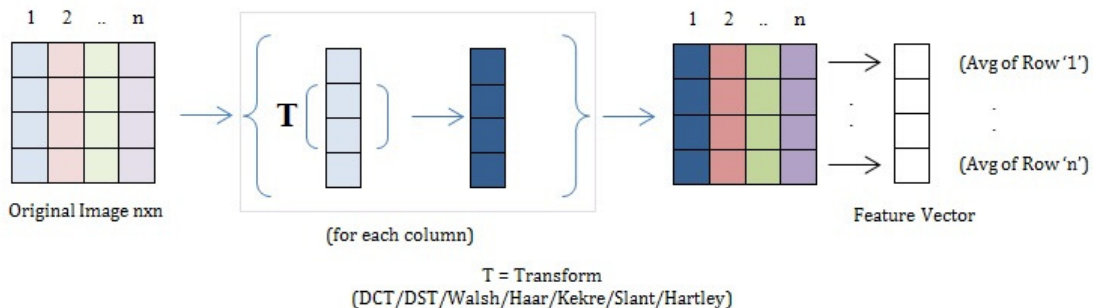 1 2 .. n
1 2 .. n
T
(Avg of Row '1')
(Avg of Row 'n')
Original Image nxn
Feature Vector
(for each column)
T = Transform
(DCT/DST/Walsh/Haar/Kekre/Slant/Hartley)